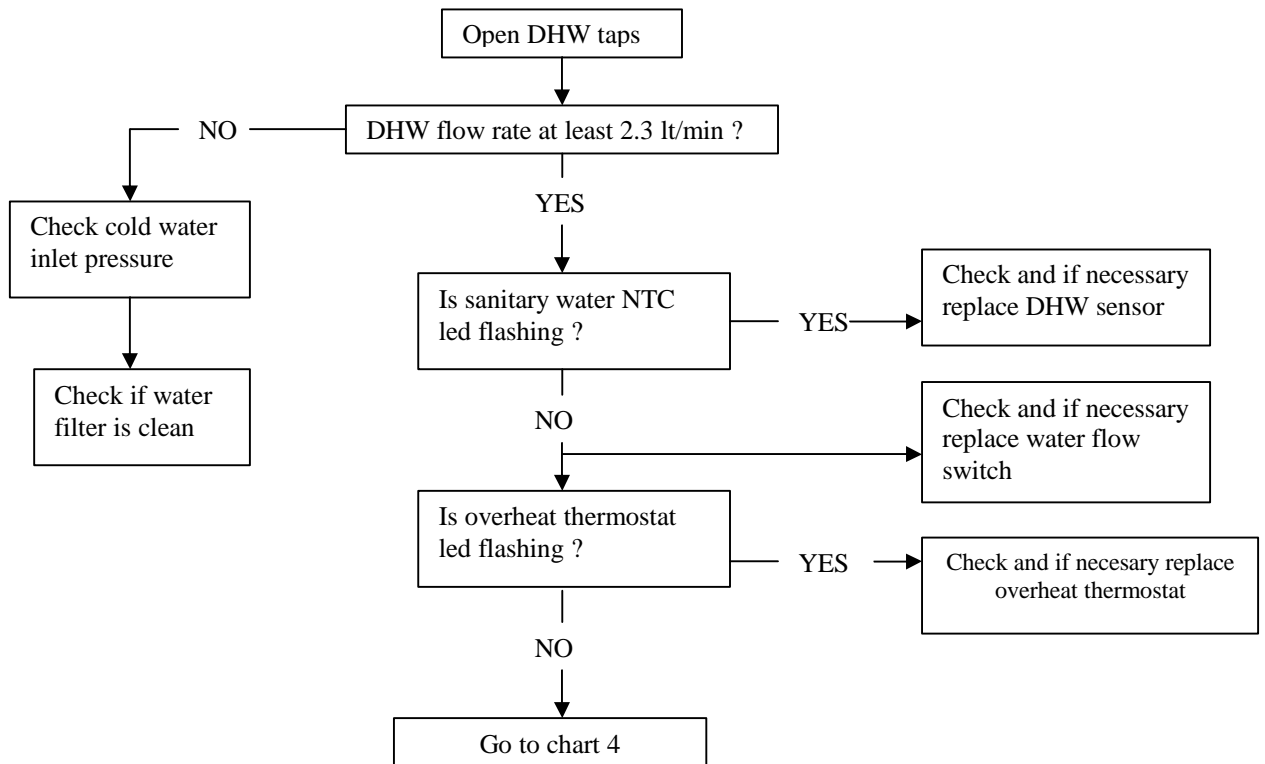 Open DHW taps
DHW flow rate at least 2.3 lt/min ?
NO
YES
Check cold water
inlet pressure
Check if water
filter is clean
Is sanitary water NTC
led flashing ?
YES
Check and if necessary
replace DHW sensor
NO
Check and if necessary
replace water flow
switch
Is overheat thermostat
led flashing ?
YES
Check and if necesary replace
overheat thermostat
NO
Go to chart 4